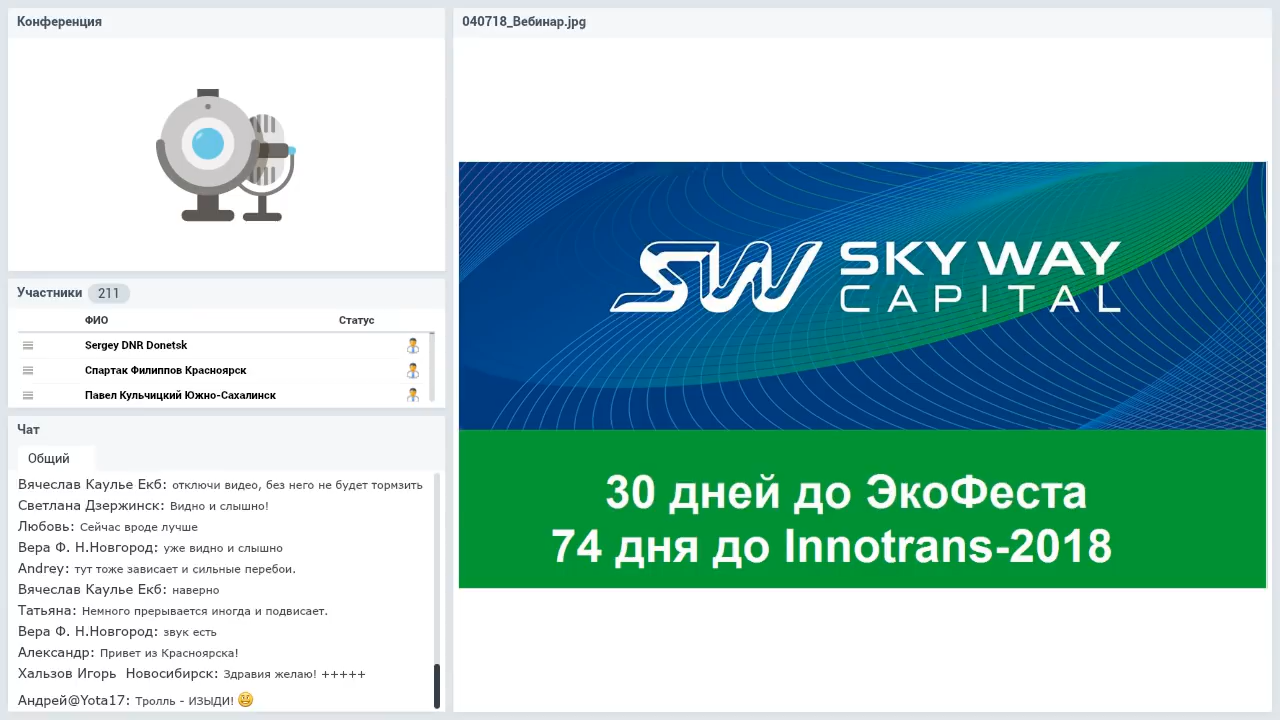 Конференция
040718_Вебинар.jpg
SKY WAY
CAPITAL
30 дней до ЭкоФеста
74 дня до Innotrans-2018
Участники 211
ФИО Статус
Sergey DNR Donetsk
Спартак Филиппов Красноярск
Павел Кульчицкий Южно-Сахалинск
Чат
Общий
Вячеслав Каулье Екб: отключи видео, без него не будет тормзить
Светлана Дзержинск: Видно и слышно!
Любовь: Сейчас вроде лучше
Вера Ф. Н.Новгород: уже видно и слышно
Andrey: тут тоже зависает и сильные перебои.
Вячеслав Каулье Екб: наверно
Татьяна: Немного прерывается иногда и подвисает.
Вера Ф. Н.Новгород: звук есть
Александр: Привет из Красноярска!
Хальзов Игорь  Новосибирск: Здравия желаю! +++++
Андрей@Yota17: Тролль - ИЗЫДИ!